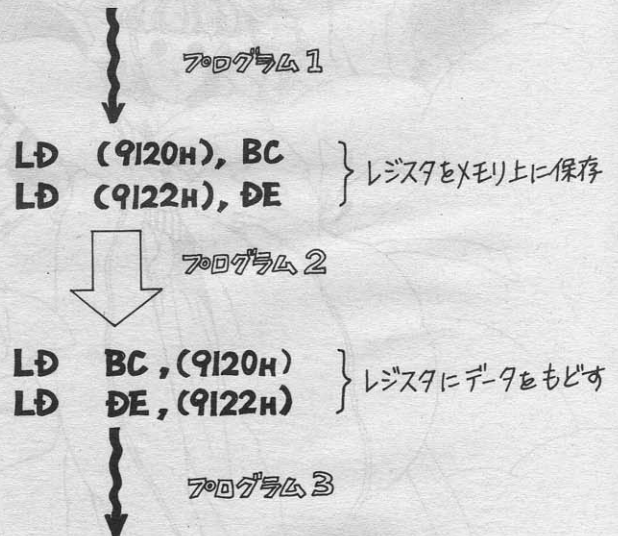 プログラム1
LD (9120H), BC
LD (9122H), DE
レジスタをメモリ上に保存
プログラム2
LD BC, (9120H)
LD DE, (9122H)
レジスタにデータをもどす
プログラム3